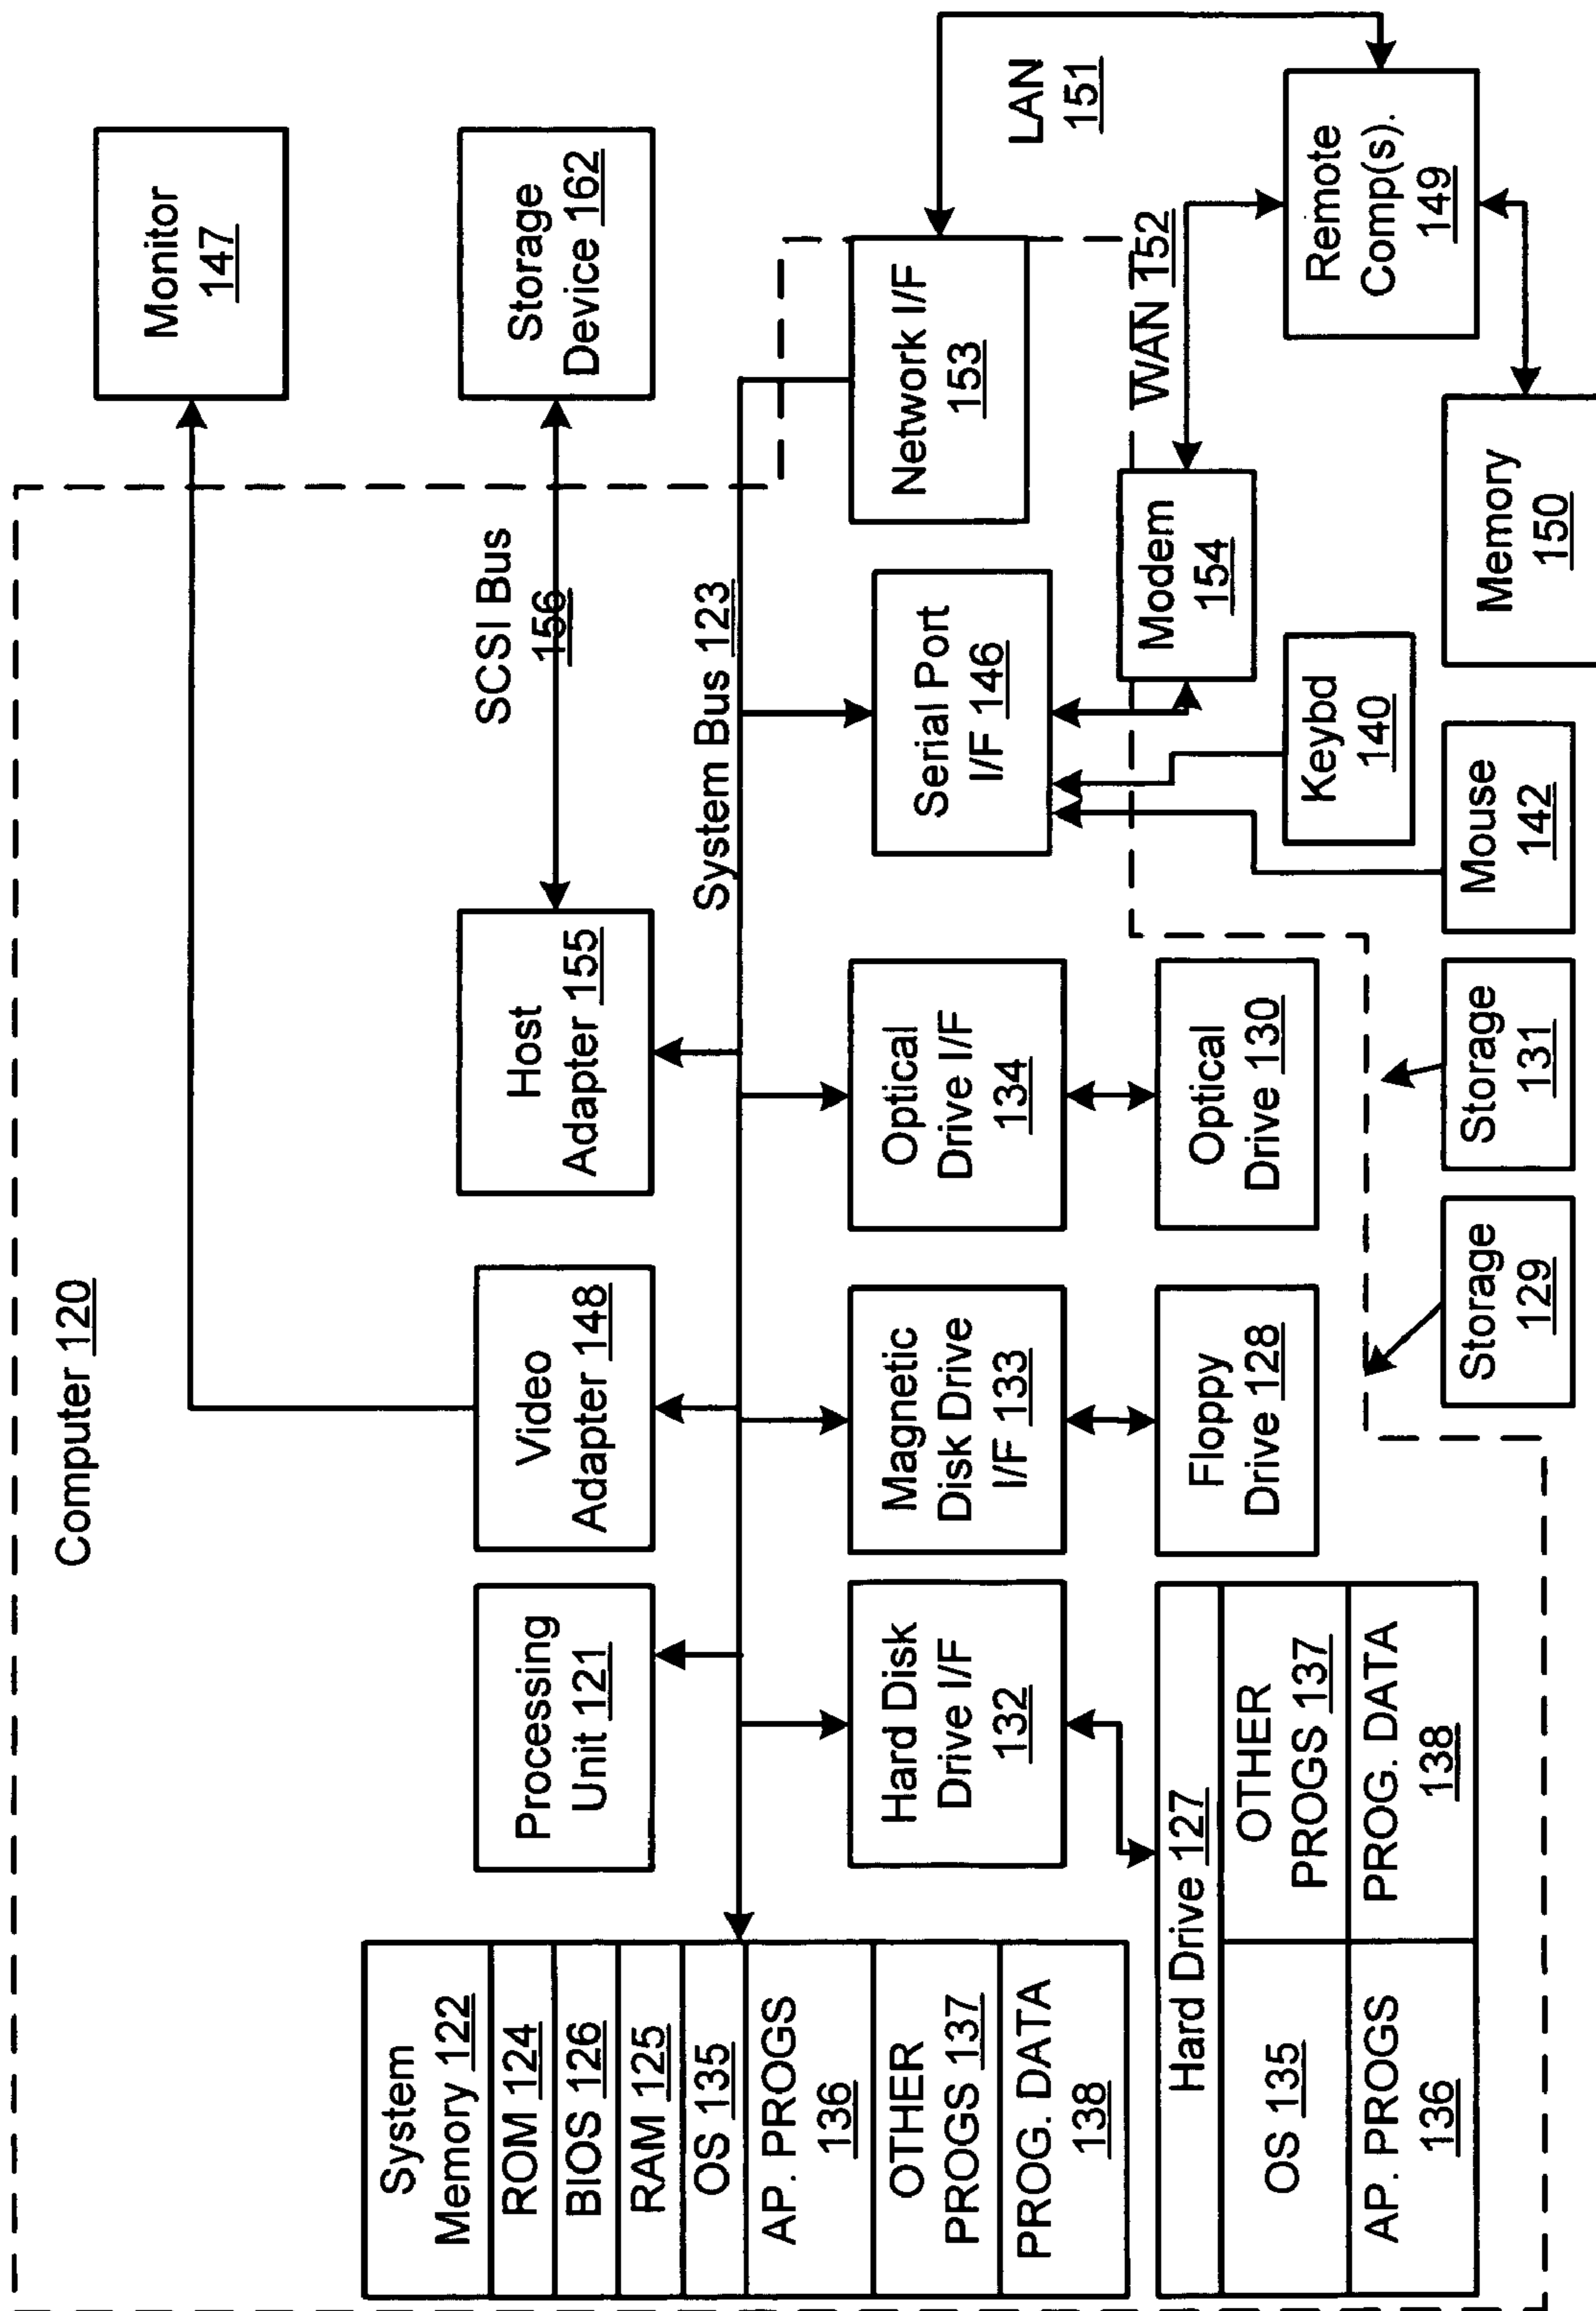 Computer 120
Monitor
147
System
Memory 122
ROM 124
BIOS 126
RAM 125
OS 135
AP. PROGS
136
OTHER
PROGS 137
PROG. DATA
138
Processing
Unit 121
Video
Adapter 148
Host
Adapter 155
SCSI Bus
156
Storage
Device 162
System Bus 123
Hard Disk
Drive I/F
132
Magnetic
Disk Drive
I/F 133
Optical
Drive I/F
134
Serial Port
I/F 146
Network I/F
153
LAN
151
Hard Drive 127
OS 135
OTHER
PROGS 137
AP. PROGS
136
PROG. DATA
138
Floppy
Drive 128
Optical
Drive 130
Modem
154
WAN 152
Remote
Comp(s).
149
Keybd
140
Storage
129
Storage
131
Mouse
142
Memory
150